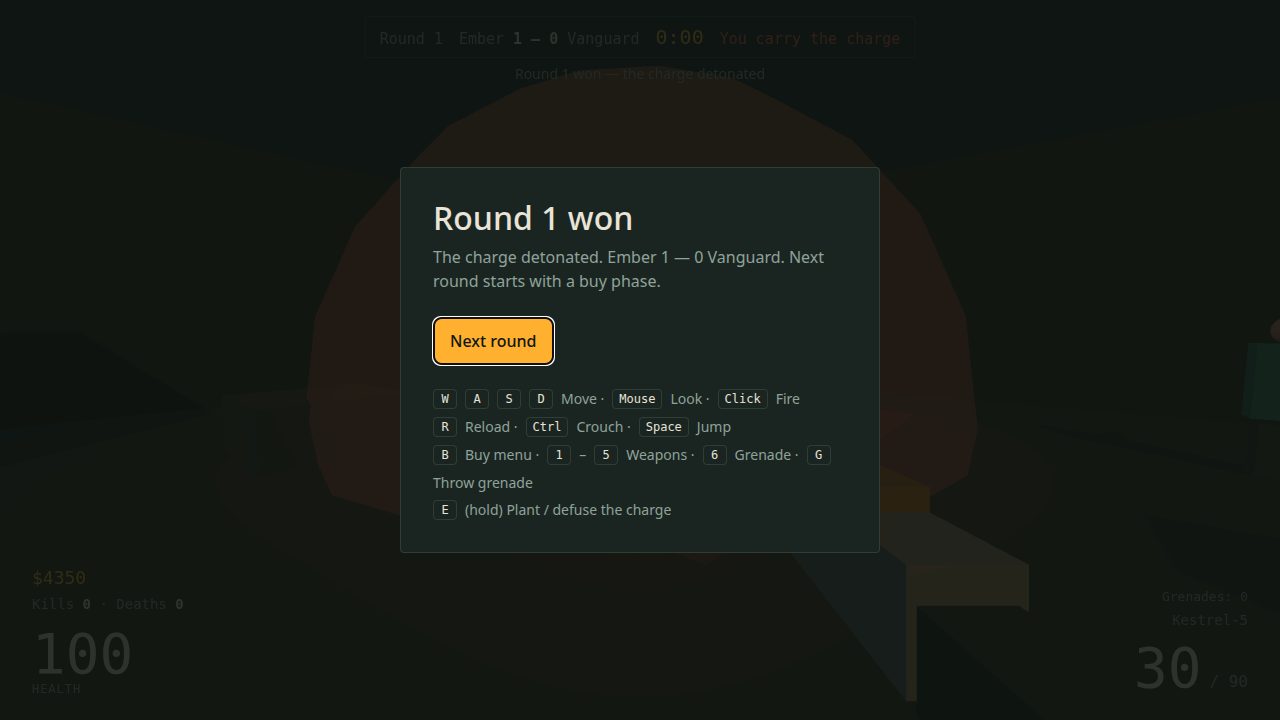 Round 1 Ember 1 — 0 Vanguard 0:00 You carry the charge
Round 1 won — the charge detonated
Round 1 won
The charge detonated. Ember 1 — 0 Vanguard. Next
round starts with a buy phase.
Next round
W A S D Move · Mouse Look · Click Fire
R Reload · Ctrl Crouch · Space Jump
B Buy menu · 1 – 5 Weapons · 6 Grenade · G
Throw grenade
E (hold) Plant / defuse the charge
$4350
Kills 0 · Deaths 0
100
HEALTH
Grenades: 0
Kestrel-5
30 / 90